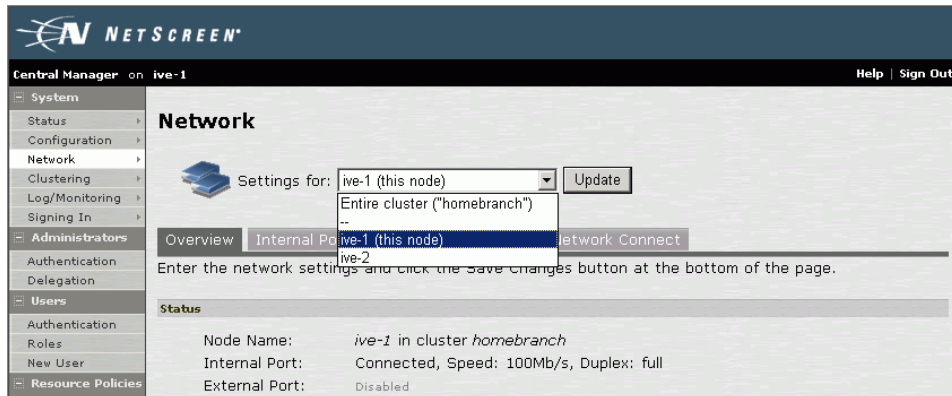 NETSCREEN
Central Manager on ive-1
Help | Sign Out
System
Status
Configuration
Network
Clustering
Log/Monitoring
Signing In
Administrators
Authentication
Delegation
Users
Authentication
Roles
New User
Resource Policies
Network
Settings for: ive-1 (this node) Update
Entire cluster ("homebranch")
--
ive-1 (this node)
ive-2
Overview Internal Po Network Connect
Enter the network settings and click the Save Changes button at the bottom of the page.
Status
Node Name: ive-1 in cluster homebranch
Internal Port: Connected, Speed: 100Mb/s, Duplex: full
External Port: Disabled